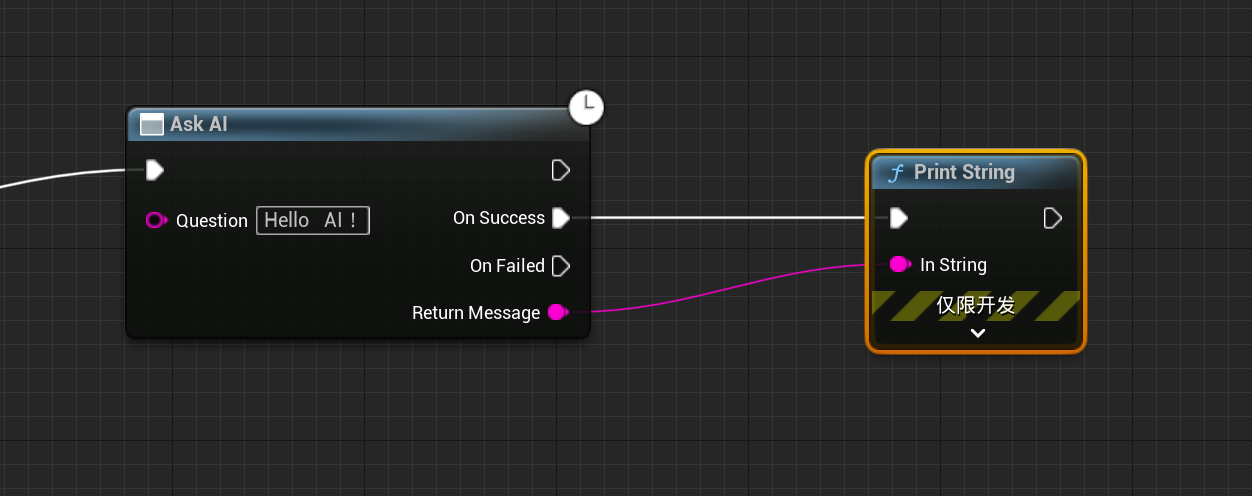 Ask AI
Question Hello AI !
On Success
On Failed
Return Message
ƒ Print String
In String
仅限开发